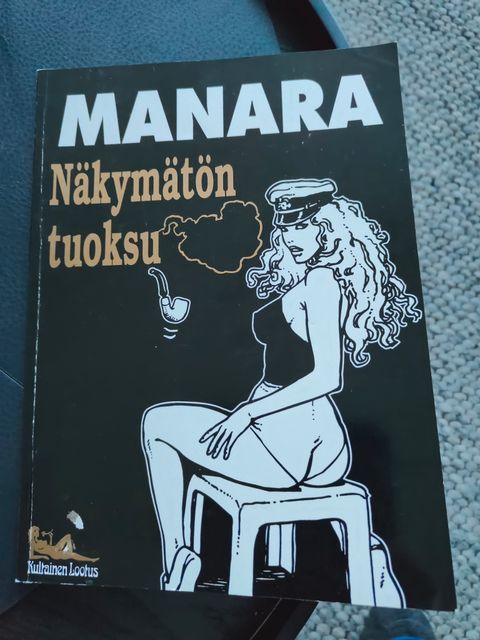 MANARA
Näkymätön
tuoksu
Kultainen Lootus